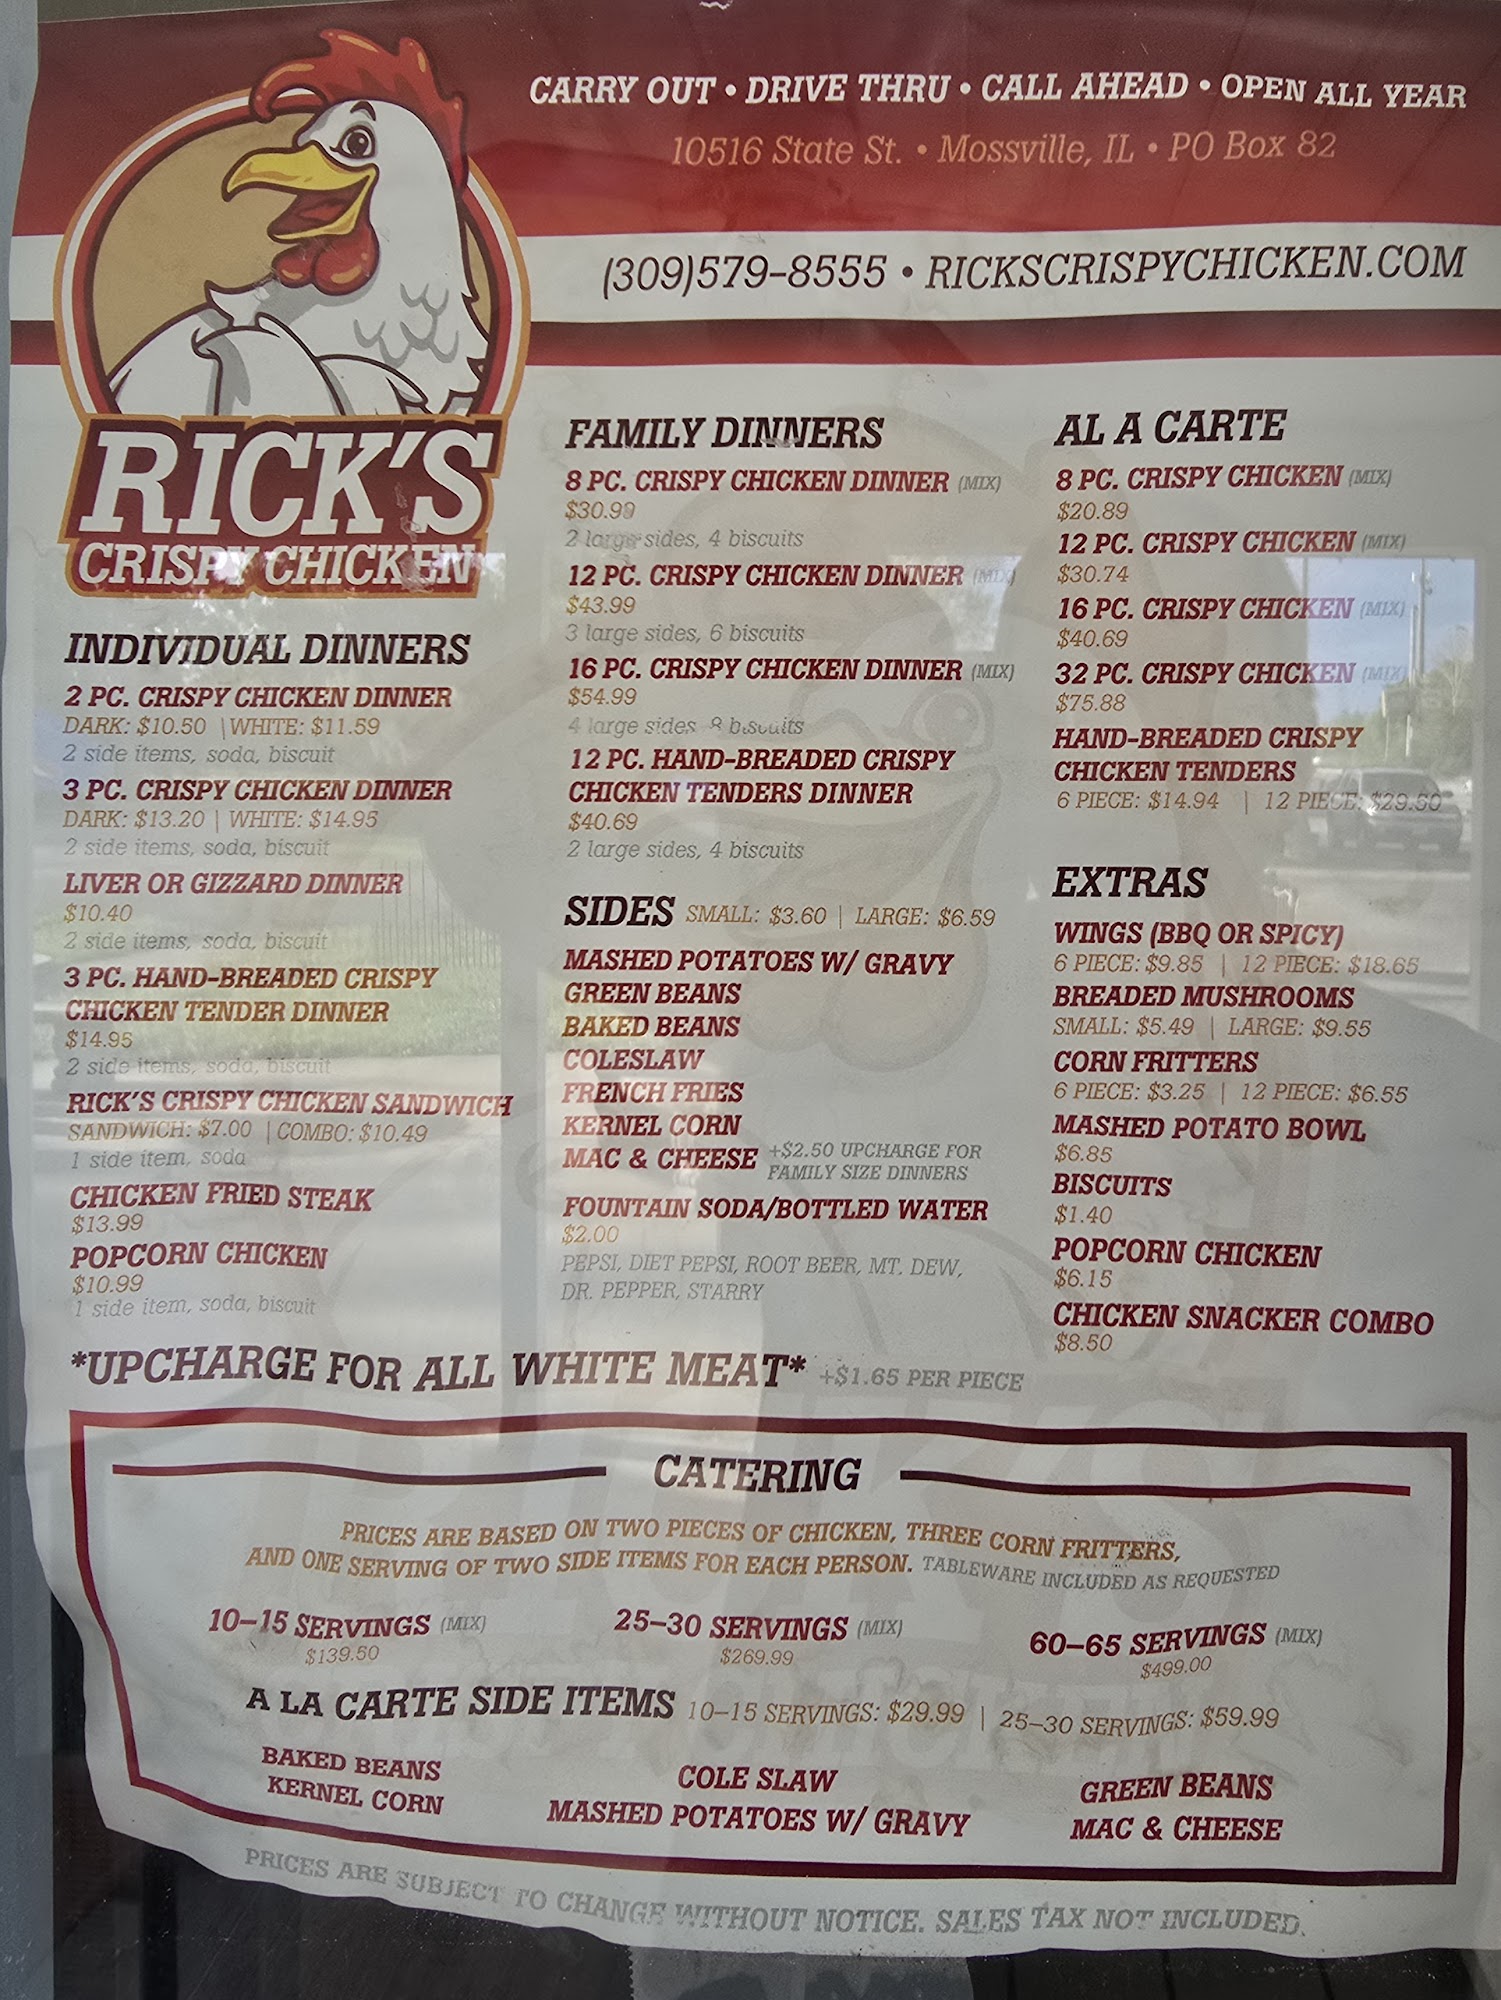 CARRY OUT • DRIVE THRU • CALL AHEAD • OPEN ALL YEAR
10516 State St. • Mossville, IL • PO Box 82
(309)579-8555 • RICKSCRISPYCHICKEN.COM
RICK'S
CRISPY CHICKEN
INDIVIDUAL DINNERS
2 PC. CRISPY CHICKEN DINNER
DARK: $10.50 | WHITE: $11.59
2 side items, soda, biscuit
3 PC. CRISPY CHICKEN DINNER
DARK: $13.20 | WHITE: $14.95
2 side items, soda, biscuit
LIVER OR GIZZARD DINNER
$10.40
2 side items, soda, biscuit
3 PC. HAND-BREADED CRISPY
CHICKEN TENDER DINNER
$14.95
2 side items, soda, biscuit
RICK'S CRISPY CHICKEN SANDWICH
SANDWICH: $7.00 | COMBO: $10.49
1 side item, soda
CHICKEN FRIED STEAK
$13.99
POPCORN CHICKEN
$10.99
1 side item, soda, biscuit
FAMILY DINNERS
8 PC. CRISPY CHICKEN DINNER (MIX)
$30.99
2 large sides, 4 biscuits
12 PC. CRISPY CHICKEN DINNER (MIX)
$43.99
3 large sides, 6 biscuits
16 PC. CRISPY CHICKEN DINNER (MIX)
$54.99
4 large sides 8 biscuits
12 PC. HAND-BREADED CRISPY
CHICKEN TENDERS DINNER
$40.69
2 large sides, 4 biscuits
SIDES SMALL: $3.60 | LARGE: $6.59
MASHED POTATOES W/ GRAVY
GREEN BEANS
BAKED BEANS
COLESLAW
FRENCH FRIES
KERNEL CORN
MAC & CHEESE +$2.50 UPCHARGE FOR
FAMILY SIZE DINNERS
FOUNTAIN SODA/BOTTLED WATER
$2.00
PEPSI, DIET PEPSI, ROOT BEER, MT. DEW,
DR. PEPPER, STARRY
AL A CARTE
8 PC. CRISPY CHICKEN (MIX)
$20.89
12 PC. CRISPY CHICKEN (MIX)
$30.74
16 PC. CRISPY CHICKEN (MIX)
$40.69
32 PC. CRISPY CHICKEN (MIX)
$75.88
HAND-BREADED CRISPY
CHICKEN TENDERS
6 PIECE: $14.94 | 12 PIECE: $29.50
EXTRAS
WINGS (BBQ OR SPICY)
6 PIECE: $9.85 | 12 PIECE: $18.65
BREADED MUSHROOMS
SMALL: $5.49 | LARGE: $9.55
CORN FRITTERS
6 PIECE: $3.25 | 12 PIECE: $6.55
MASHED POTATO BOWL
$6.85
BISCUITS
$1.40
POPCORN CHICKEN
$6.15
CHICKEN SNACKER COMBO
$8.50
*UPCHARGE FOR ALL WHITE MEAT* +$1.65 PER PIECE
CATERING
PRICES ARE BASED ON TWO PIECES OF CHICKEN, THREE CORN FRITTERS,
AND ONE SERVING OF TWO SIDE ITEMS FOR EACH PERSON. TABLEWARE INCLUDED AS REQUESTED
10-15 SERVINGS (MIX) 25-30 SERVINGS (MIX) 60-65 SERVINGS (MIX)
$139.50 $269.99 $499.00
A LA CARTE SIDE ITEMS 10-15 SERVINGS: $29.99 | 25-30 SERVINGS: $59.99
BAKED BEANS COLE SLAW GREEN BEANS
KERNEL CORN MASHED POTATOES W/ GRAVY MAC & CHEESE
PRICES ARE SUBJECT TO CHANGE WITHOUT NOTICE. SALES TAX NOT INCLUDED.